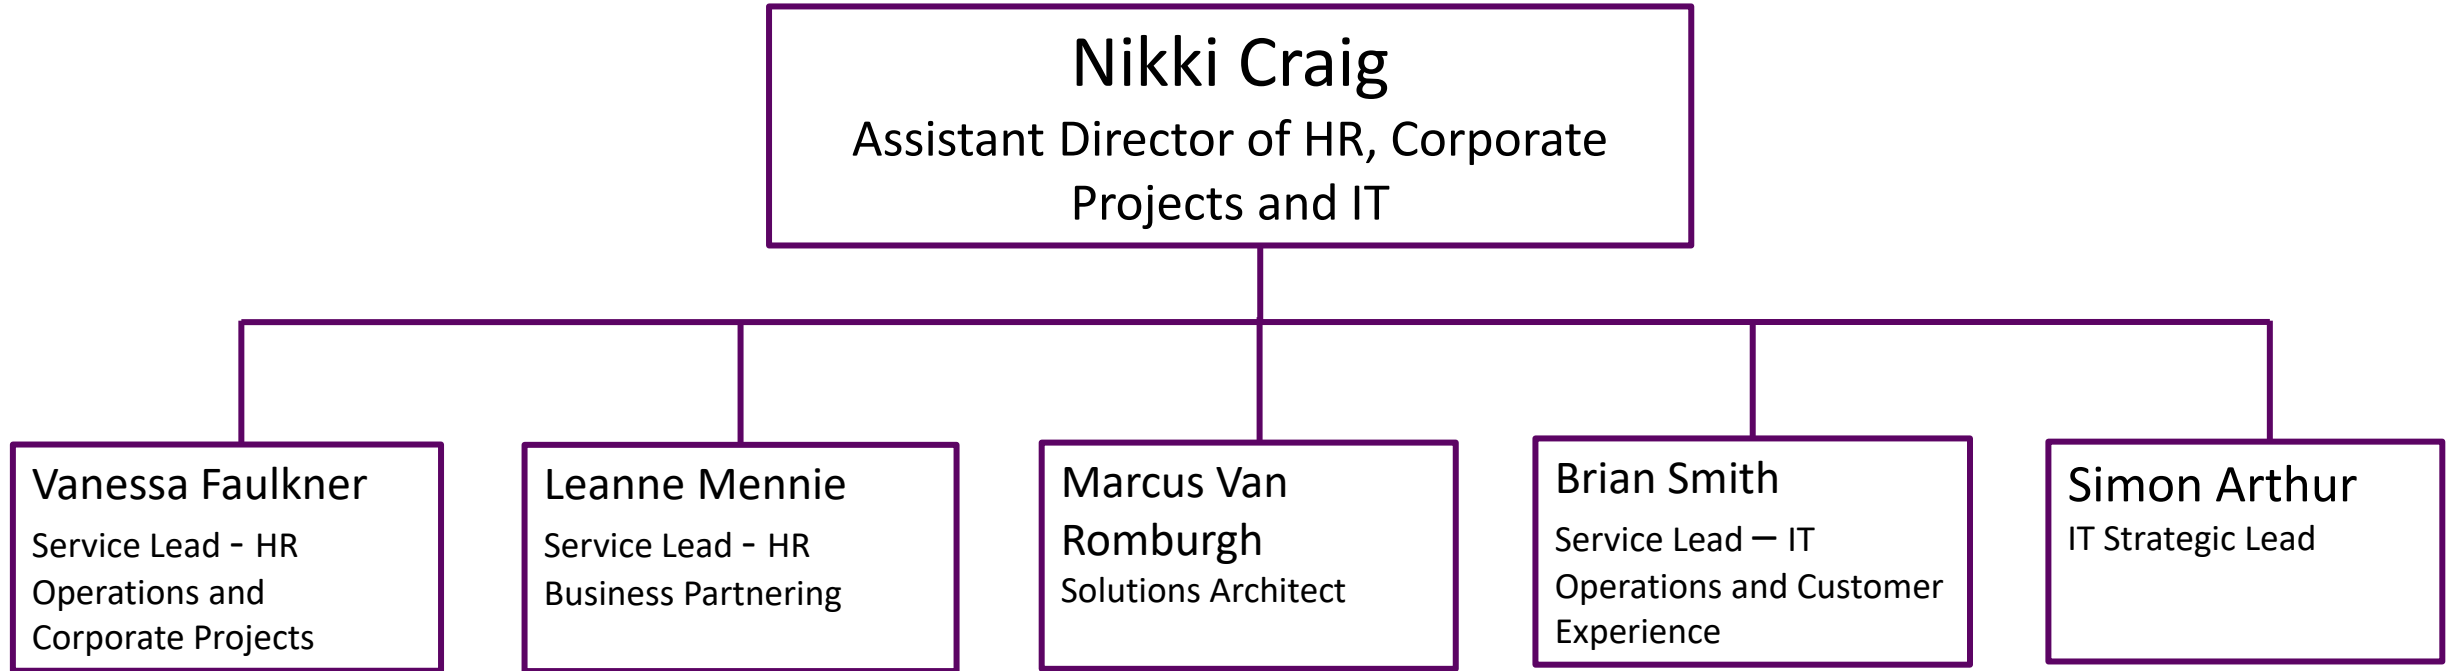 Nikki Craig
Assistant Director of HR, Corporate
Projects and IT
Vanessa Faulkner
Service Lead - HR
Operations and
Corporate Projects
Leanne Mennie
Service Lead - HR
Business Partnering
Marcus Van
Romburgh
Solutions Architect
Brian Smith
Service Lead – IT
Operations and Customer
Experience
Simon Arthur
IT Strategic Lead